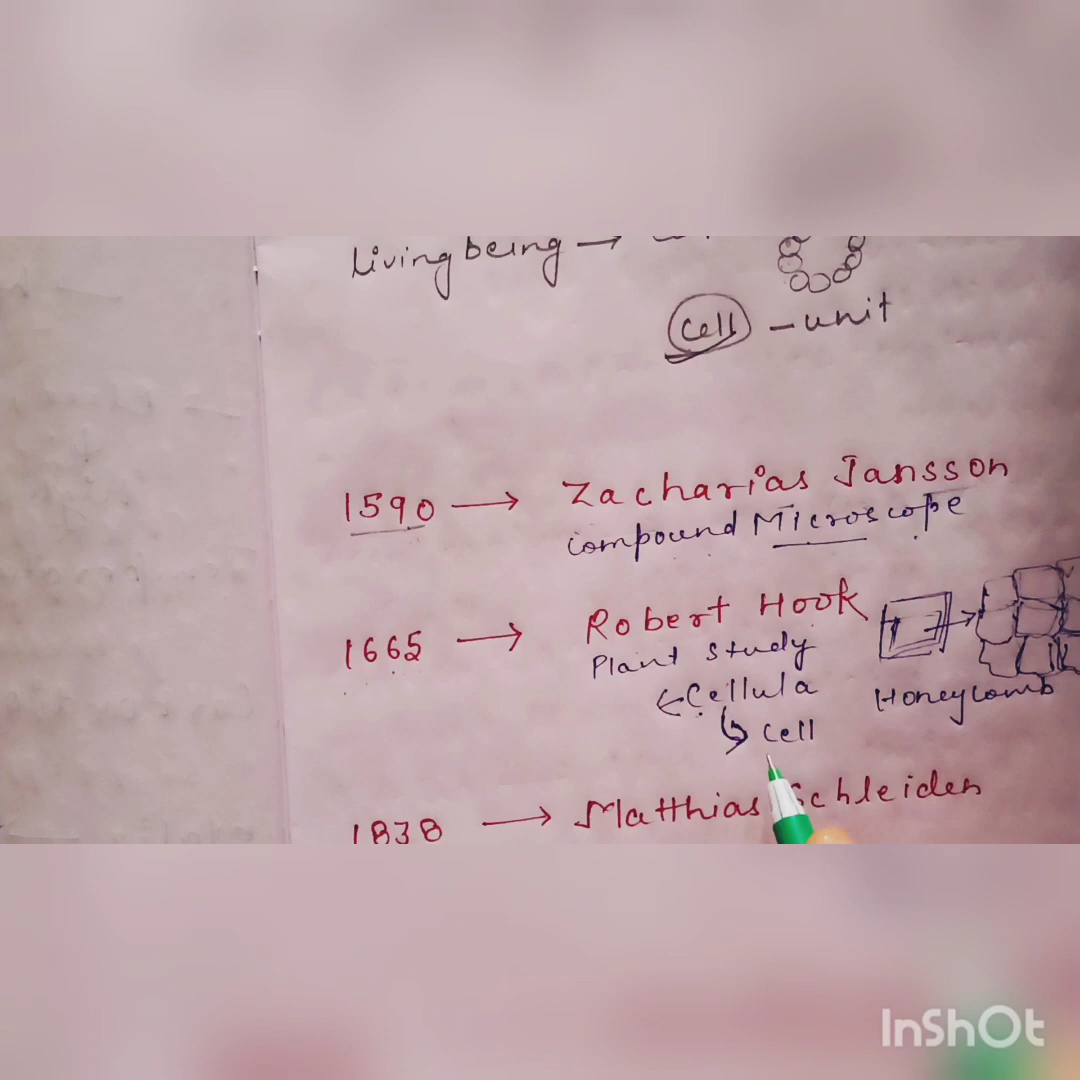 Living being →
cell - unit
1590 → Zacharias Jansson
compound Microscope
1665 → Robert Hook
Plant study
←Cellula
↳ cell
Honeycomb
1838 → Matthias Schleiden
InShOt